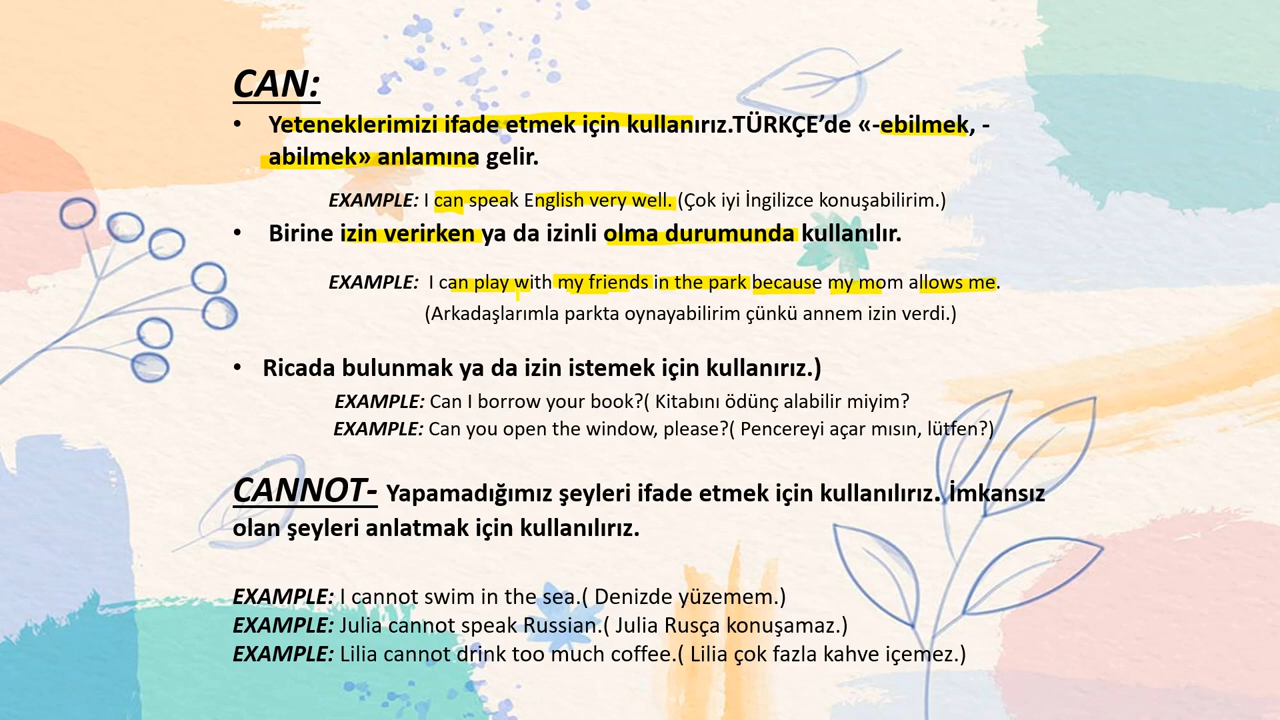 CAN:
• Yeteneklerimizi ifade etmek için kullanırız.TÜRKÇE’de «-ebilmek, -
abilmek» anlamına gelir.
EXAMPLE: I can speak English very well. (Çok iyi İngilizce konuşabilirim.)
• Birine izin verirken ya da izinli olma durumunda kullanılır.
EXAMPLE: I can play with my friends in the park because my mom allows me.
(Arkadaşlarımla parkta oynayabilirim çünkü annem izin verdi.)
• Ricada bulunmak ya da izin istemek için kullanırız.)
EXAMPLE: Can I borrow your book?( Kitabını ödünç alabilir miyim?
EXAMPLE: Can you open the window, please?( Pencereyi açar mısın, lütfen?)
CANNOT- Yapamadığımız şeyleri ifade etmek için kullanılırız. İmkansız
olan şeyleri anlatmak için kullanılırız.
EXAMPLE: I cannot swim in the sea.( Denizde yüzemem.)
EXAMPLE: Julia cannot speak Russian.( Julia Rusça konuşamaz.)
EXAMPLE: Lilia cannot drink too much coffee.( Lilia çok fazla kahve içemez.)